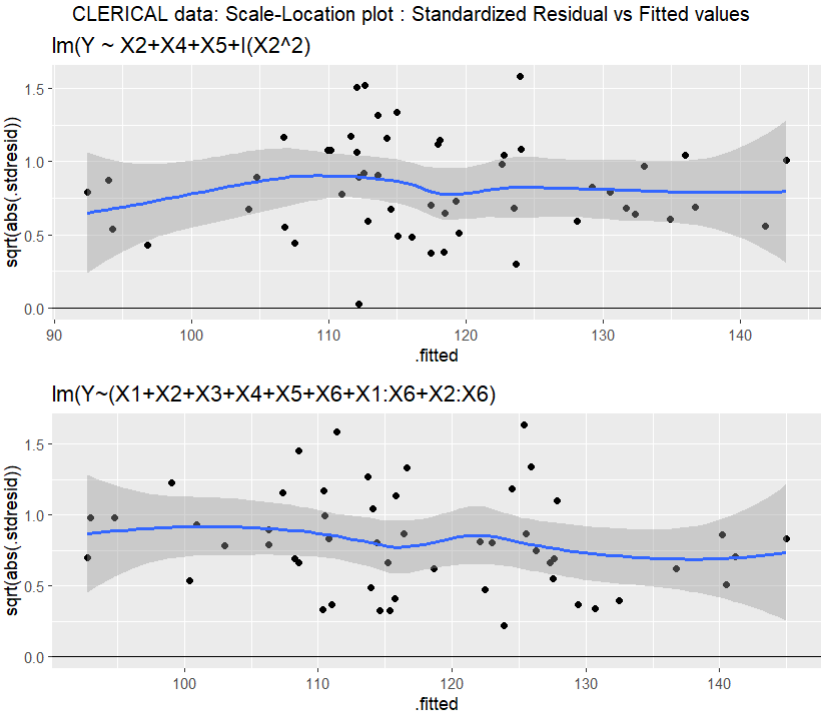 CLERICAL data: Scale-Location plot : Standardized Residual vs Fitted values
lm(Y ~ X2+X4+X5+I(X2^2)
sqrt(abs(.stdresid))
1.5
1.0
0.5
0.0
90 100 110 120 130 140
.fitted
lm(Y~(X1+X2+X3+X4+X5+X6+X1:X6+X2:X6)
sqrt(abs(.stdresid))
1.5
1.0
0.5
0.0
100 110 120 130 140
.fitted